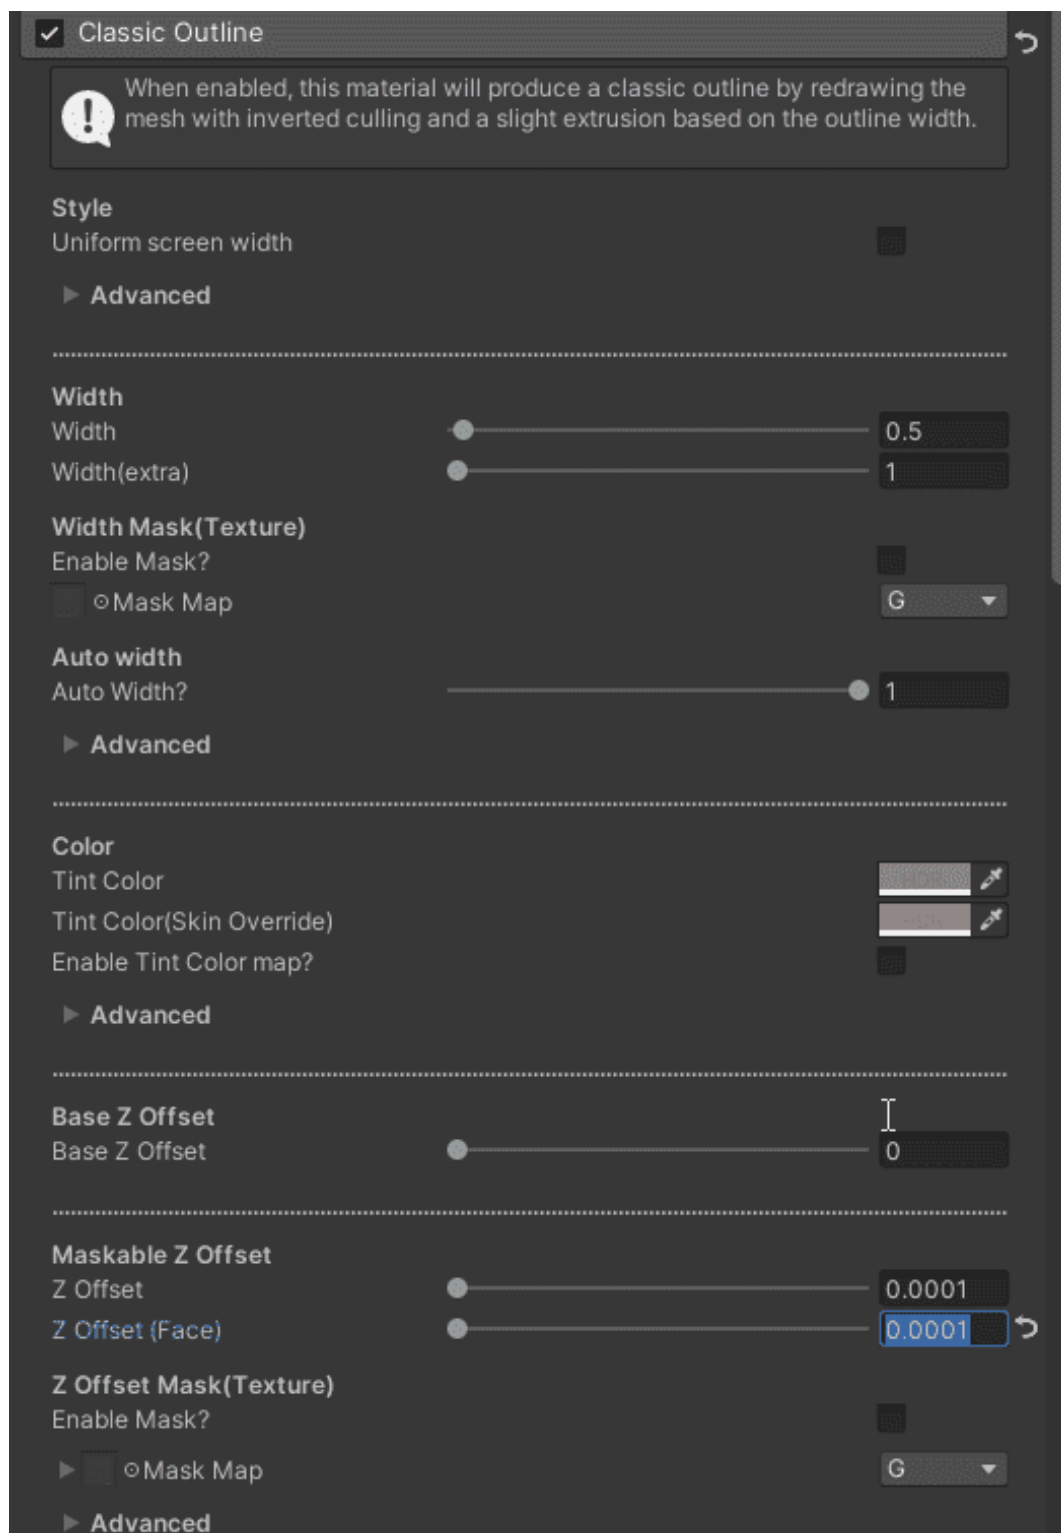 Classic Outline
When enabled, this material will produce a classic outline by redrawing the
mesh with inverted culling and a slight extrusion based on the outline width.
Style
Uniform screen width
Advanced
Width
Width 0.5
Width(extra) 1
Width Mask(Texture)
Enable Mask?
Mask Map G
Auto width
Auto Width? 1
Advanced
Color
Tint Color HDR
Tint Color(Skin Override)
Enable Tint Color map?
Advanced
Base Z Offset
Base Z Offset 0
Maskable Z Offset
Z Offset 0.0001
Z Offset (Face) 0.0001
Z Offset Mask(Texture)
Enable Mask?
Mask Map G
Advanced